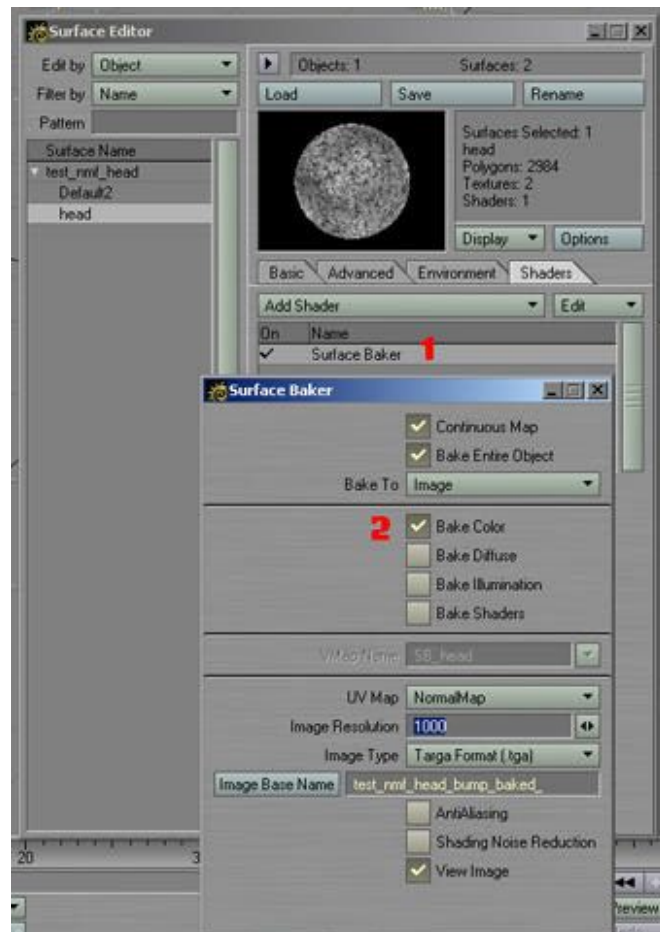 Surface Editor
Edit by Object
Filter by Name
Pattern
Surface Name
test_nmf_head
Default2
head
Objects: 1 Surfaces: 2
Load Save Rename
Surfaces Selected: 1
head
Polygons: 2984
Textures: 2
Shaders: 1
Display Options
Basic Advanced Environment Shaders
Add Shader Edit
On Name
Surface Baker 1
Surface Baker
Continuous Map
Bake Entire Object
Bake To Image
2 Bake Color
Bake Diffuse
Bake Illumination
Bake Shaders
VMap Name SB_head
UV Map NormalMap
Image Resolution 1000
Image Type Targa Format (.tga)
Image Base Name test_nmf_head_bump_baked_
AntiAliasing
Shading Noise Reduction
View Image
20 3
Preview